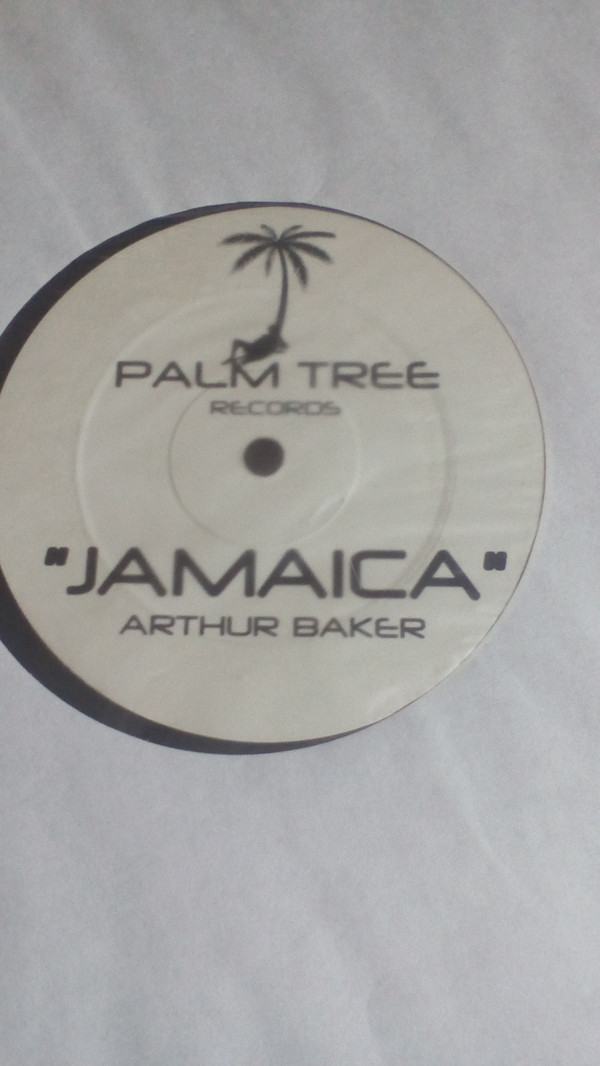 PALM TREE
RECORDS
"JAMAICA"
ARTHUR BAKER